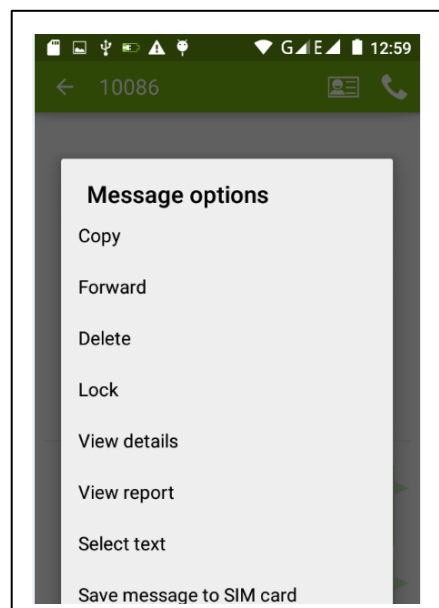 G E 12:59
10086
Message options
Copy
Forward
Delete
Lock
View details
View report
Select text
Save message to SIM card